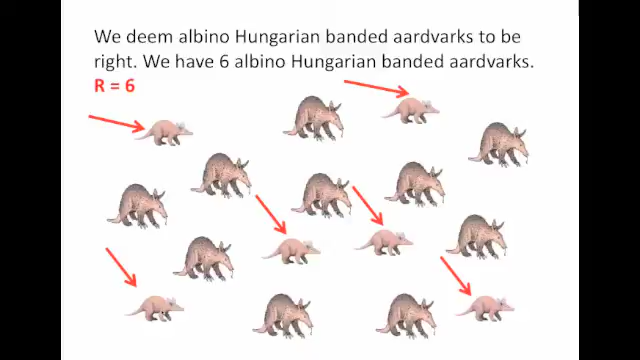 We deem albino Hungarian banded aardvarks to be
right. We have 6 albino Hungarian banded aardvarks.
R = 6